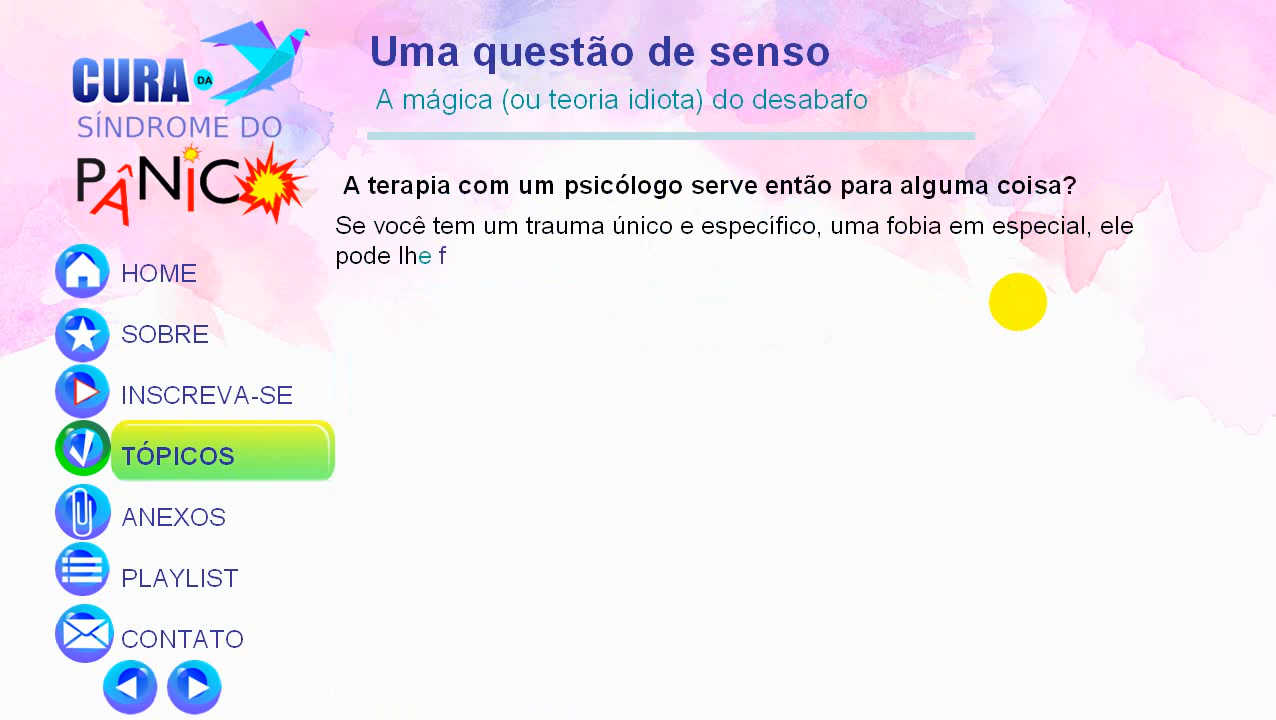 CURA DA
SÍNDROME DO
PÂNICO
Uma questão de senso
A mágica (ou teoria idiota) do desabafo
A terapia com um psicólogo serve então para alguma coisa?
Se você tem um trauma único e específico, uma fobia em especial, ele
pode lhe f
HOME
SOBRE
INSCREVA-SE
TÓPICOS
ANEXOS
PLAYLIST
CONTATO